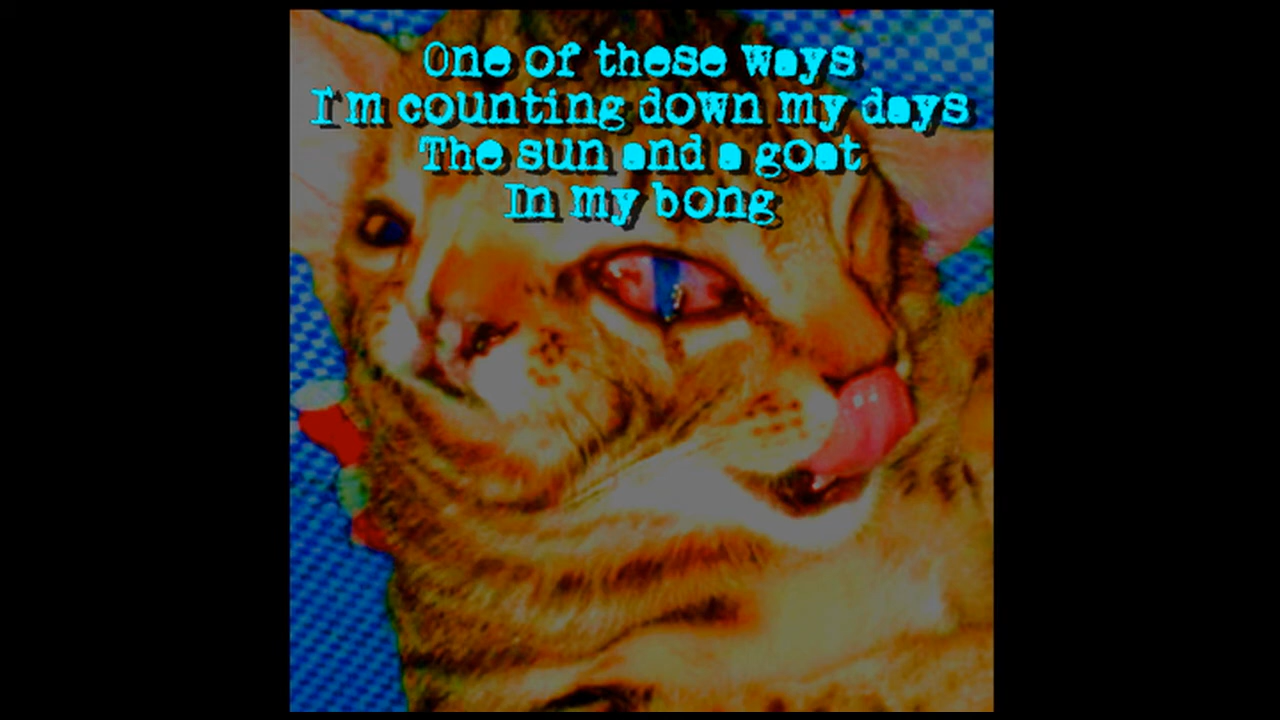 One of these ways
I'm counting down my days
The sun and a goat
In my bong